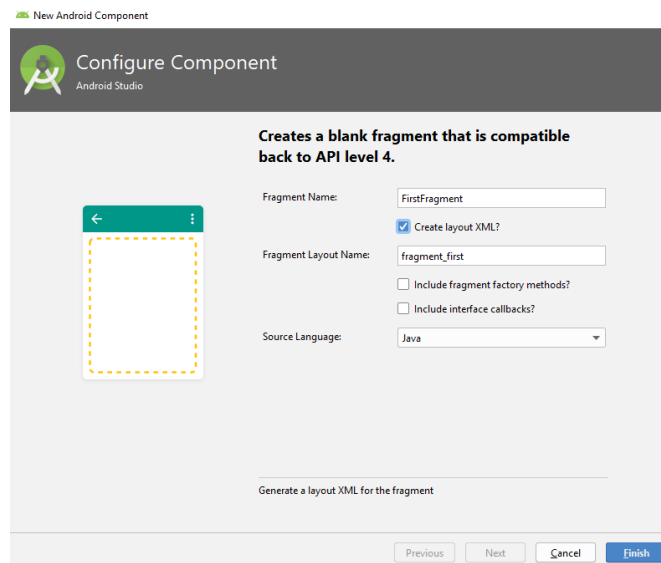 New Android Component
Configure Component
Android Studio
Creates a blank fragment that is compatible
back to API level 4.
Fragment Name:
FirstFragment
Create layout XML?
Fragment Layout Name:
fragment_first
Include fragment factory methods?
Include interface callbacks?
Source Language:
Java
Generate a layout XML for the fragment
Previous
Next
Cancel
Finish